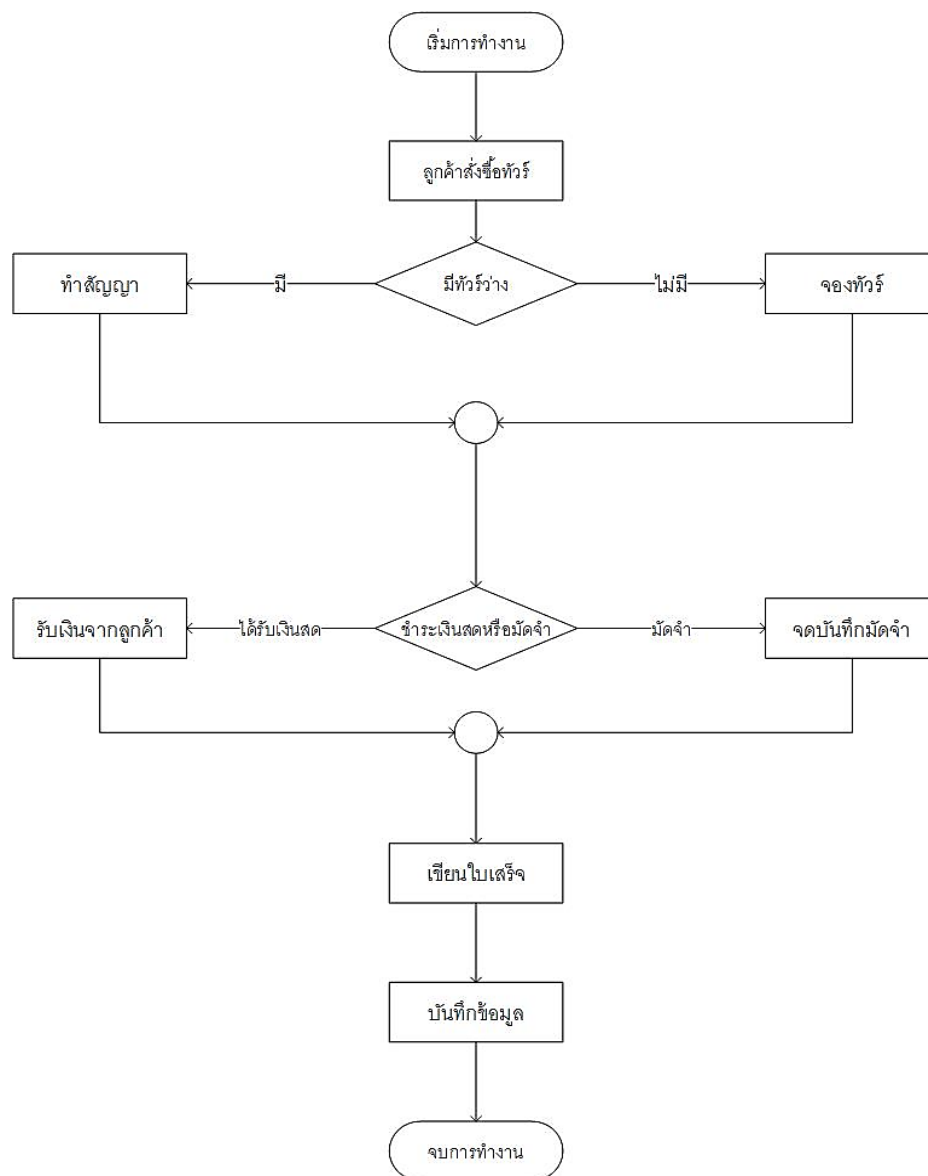 เริ่มการทำงาน
ลูกค้าสั่งซื้อทัวร์
ทำสัญญา
มี
มีทัวร์ว่าง
ไม่มี
จองทัวร์
รับเงินจากลูกค้า
ได้รับเงินสด
ชำระเงินสดหรือมัดจำ
มัดจำ
จดบันทึกมัดจำ
เขียนใบเสร็จ
บันทึกข้อมูล
จบการทำงาน